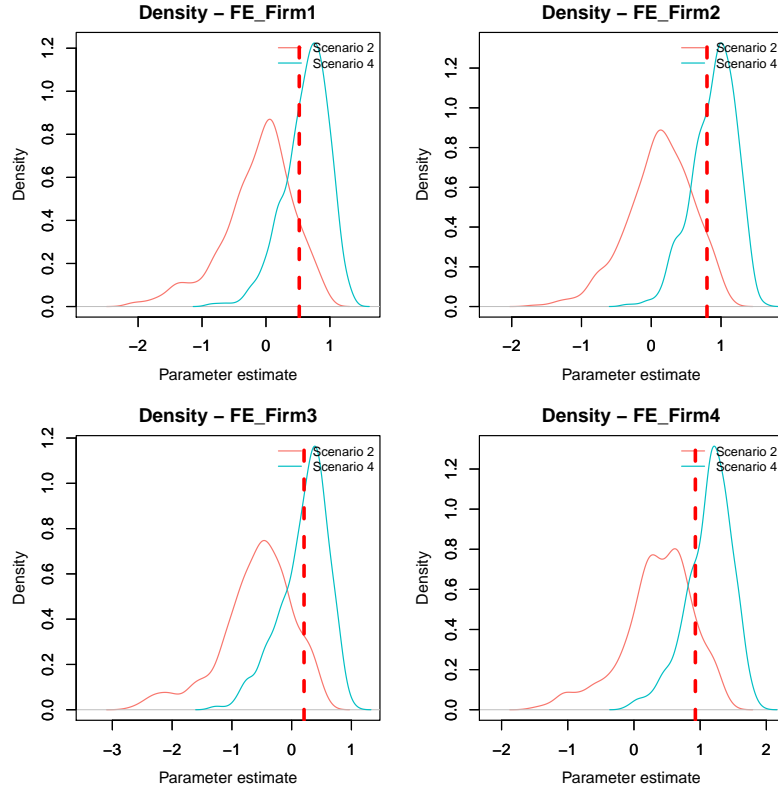 Density − FE_Firm1
Scenario 2
Scenario 4
Density
0.0 0.2 0.4 0.6 0.8 1.0 1.2
−2 −1 0 1
Parameter estimate
Density − FE_Firm2
Scenario 2
Scenario 4
Density
0.0 0.2 0.4 0.6 0.8 1.0 1.2
−2 −1 0 1
Parameter estimate
Density − FE_Firm3
Scenario 2
Scenario 4
Density
0.0 0.2 0.4 0.6 0.8 1.0 1.2
−3 −2 −1 0 1
Parameter estimate
Density − FE_Firm4
Scenario 2
Scenario 4
Density
0.0 0.2 0.4 0.6 0.8 1.0 1.2
−2 −1 0 1 2
Parameter estimate